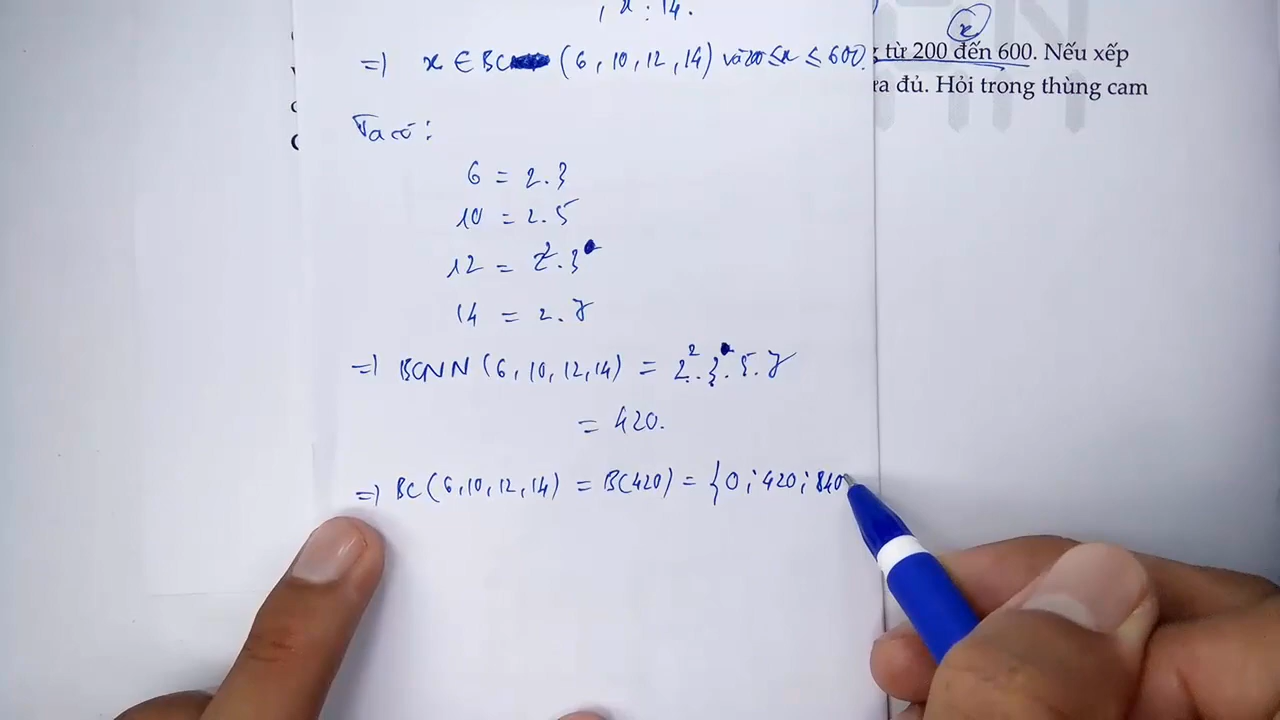 , x ⋮ 14.
x
=) x ∈ BC (6, 10, 12, 14) và 200 ≤ x ≤ 600.
từ 200 đến 600. Nếu xếp
đủ. Hỏi trong thùng cam
Ta có:
6 = 2.3
10 = 2.5
12 = 2².3
14 = 2.7
=) BCNN (6, 10, 12, 14) = 2².3.5.7
= 420.
=) BC (6, 10, 12, 14) = B(420) = {0; 420; 840